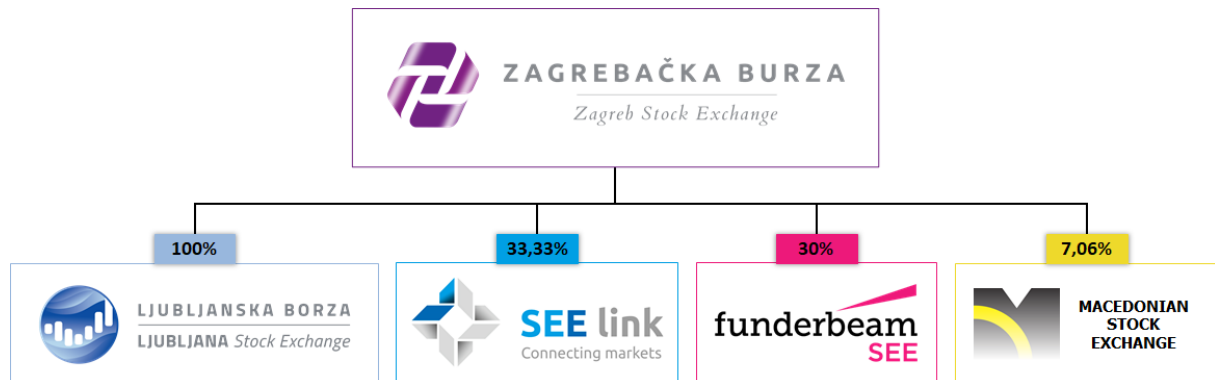 ZAGREBAČKA BURZA
Zagreb Stock Exchange
100%
33,33%
30%
7,06%
LJUBLJANSKA BORZA
LJUBLJANA Stock Exchange
SEE link
Connecting markets
funderbeam
SEE
MACEDONIAN
STOCK
EXCHANGE